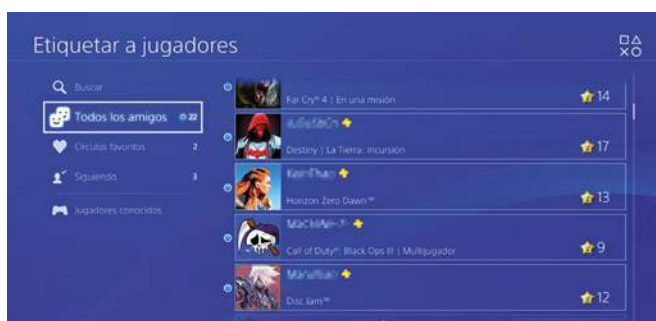 Etiquetar a jugadores
Buscar
Todos los amigos 22
Círculos favoritos 2
Siguiendo 3
Jugadores conocidos
Far Cry® 4 | En una misión 14
Destiny | La Tierra: Incursión 17
Horizon Zero Dawn™ 13
Call of Duty®: Black Ops III | Multijugador 9
Disc Jam™ 12